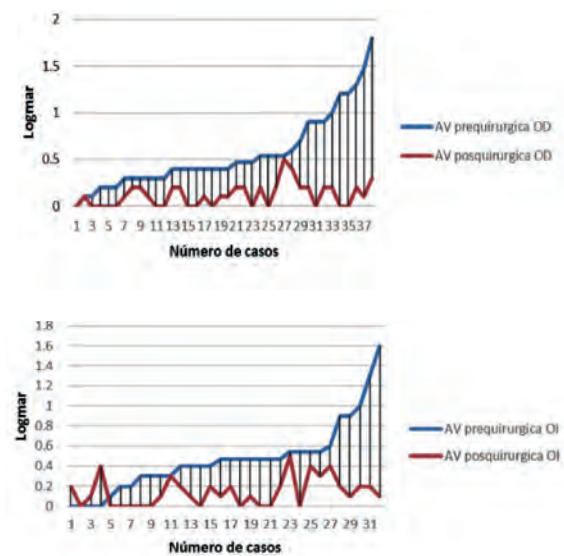 2
1.5
1
0.5
0
Logmar
1 3 5 7 9 11 13 15 17 19 21 23 25 27 29 31 33 35 37
Número de casos
AV prequirurgica OD
AV posquirurgica OD
1.8
1.6
1.4
1.2
1
0.8
0.6
0.4
0.2
0
Logmar
1 3 5 7 9 11 13 15 17 19 21 23 25 27 29 31
Número de casos
AV prequirurgica OI
AV posquirurgica OI